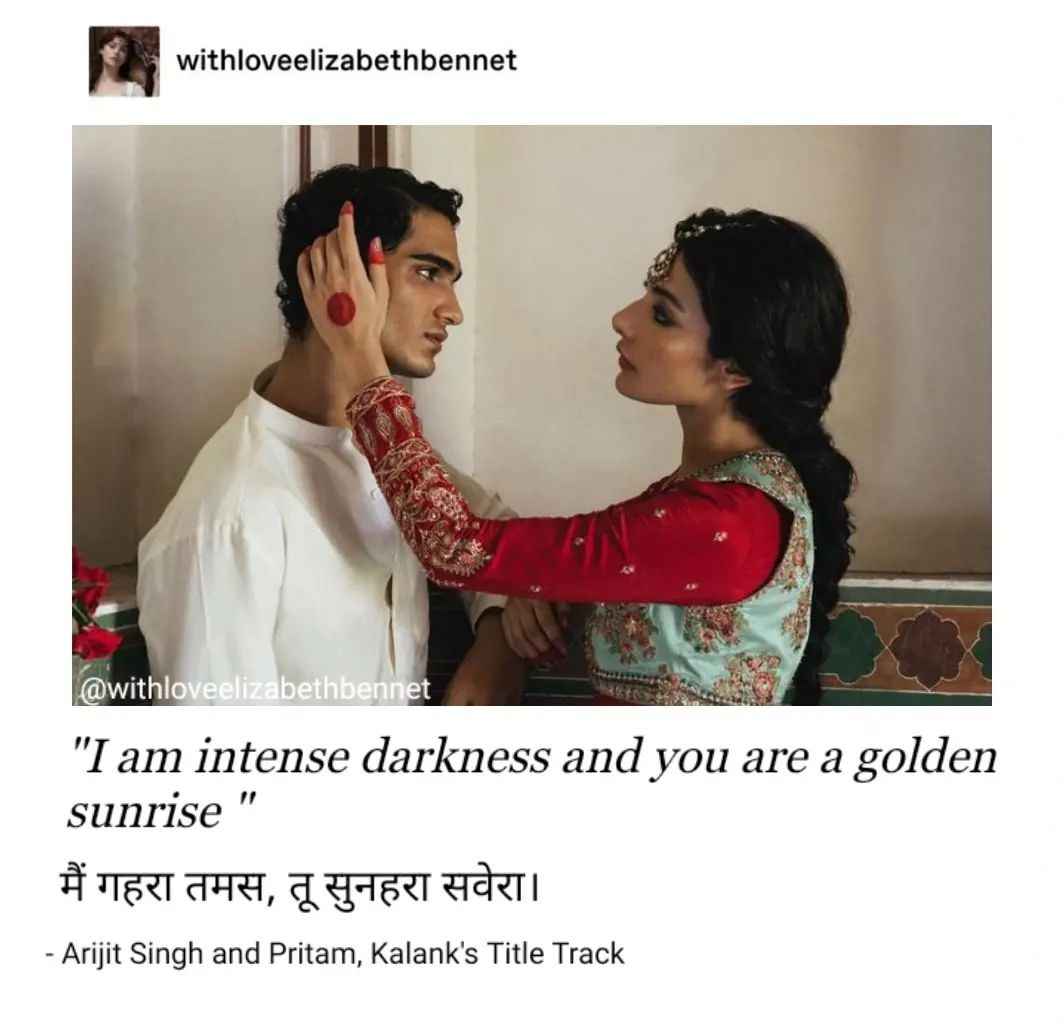 withloveelizabethbennet
@withloveelizabethbennet
"I am intense darkness and you are a golden
sunrise "
मैं गहरा तमस, तू सुनहरा सवेरा।
- Arijit Singh and Pritam, Kalank's Title Track